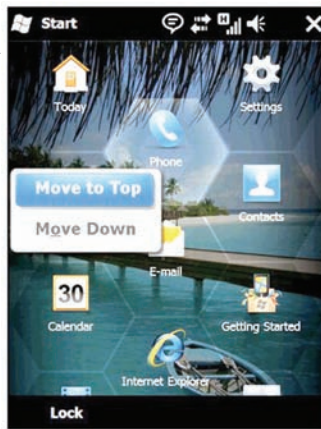 Start
H
Today
Settings
Phone
Move to Top
Contacts
Move Down
E-mail
30
Calendar
Getting Started
Internet Explorer
Lock